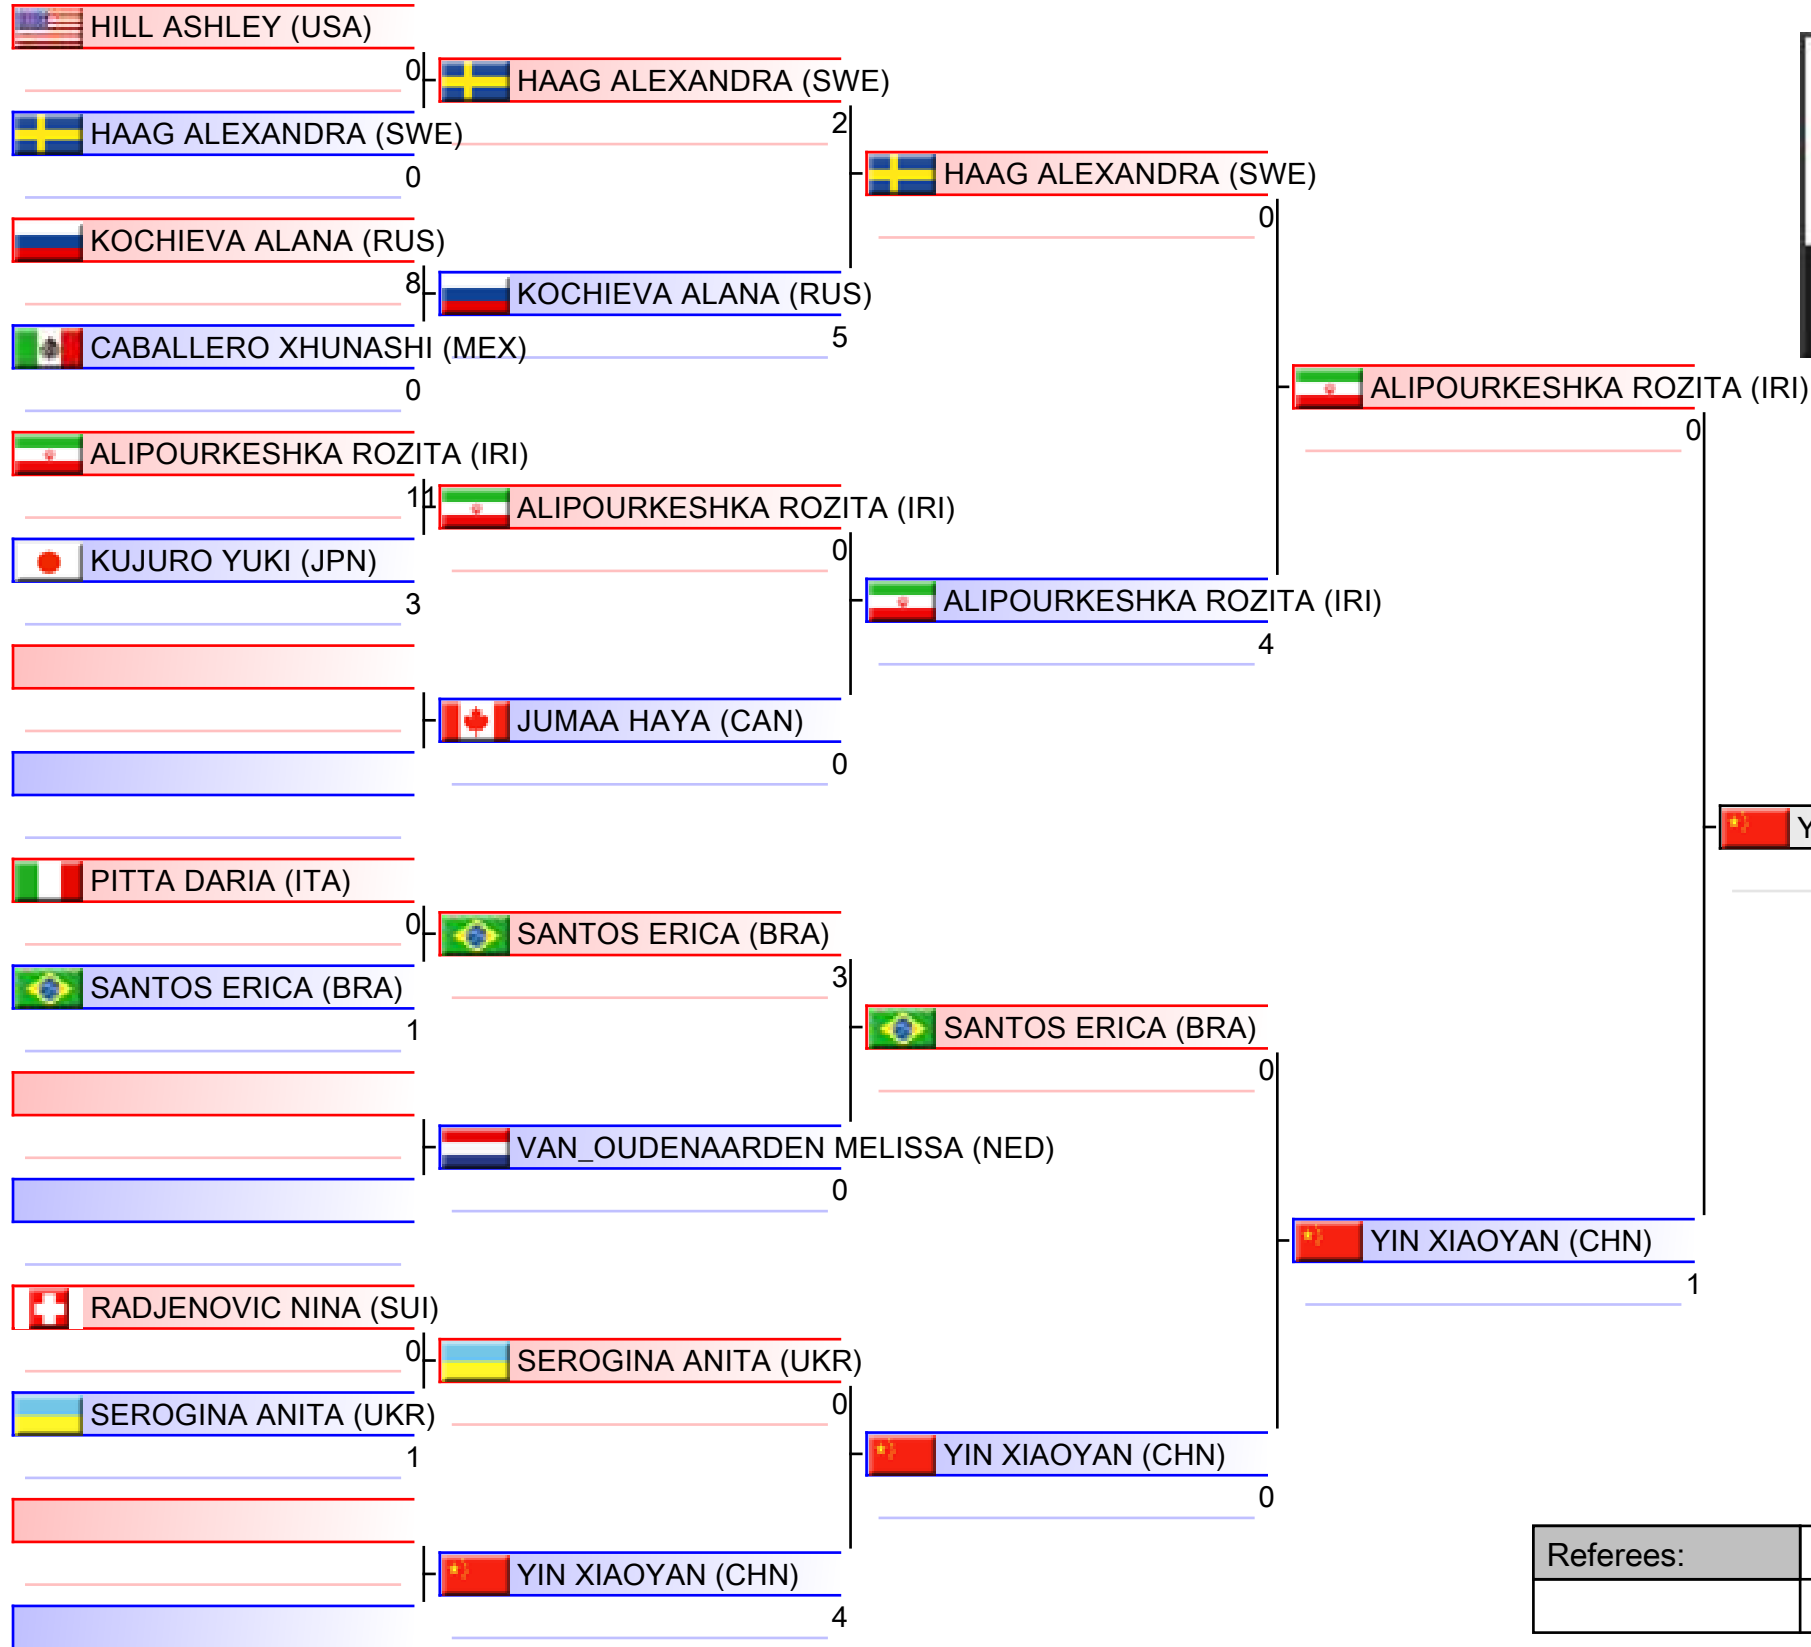 HILL ASHLEY (USA)
0
HAAG ALEXANDRA (SWE)
0
KOCHIEVA ALANA (RUS)
8
CABALLERO XHUNASHI (MEX)
0
ALIPOURKESHKA ROZITA (IRI)
11
KUJURO YUKI (JPN)
3
PITTA DARIA (ITA)
0
SANTOS ERICA (BRA)
1
RADJENOVIC NINA (SUI)
0
SEROGINA ANITA (UKR)
1
HAAG ALEXANDRA (SWE)
2
KOCHIEVA ALANA (RUS)
5
ALIPOURKESHKA ROZITA (IRI)
0
JUMAA HAYA (CAN)
0
SANTOS ERICA (BRA)
3
VAN_OUDENAARDEN MELISSA (NED)
0
SEROGINA ANITA (UKR)
0
YIN XIAOYAN (CHN)
4
HAAG ALEXANDRA (SWE)
0
ALIPOURKESHKA ROZITA (IRI)
4
SANTOS ERICA (BRA)
0
YIN XIAOYAN (CHN)
0
ALIPOURKESHKA ROZITA (IRI)
0
YIN XIAOYAN (CHN)
1
Y
Referees: